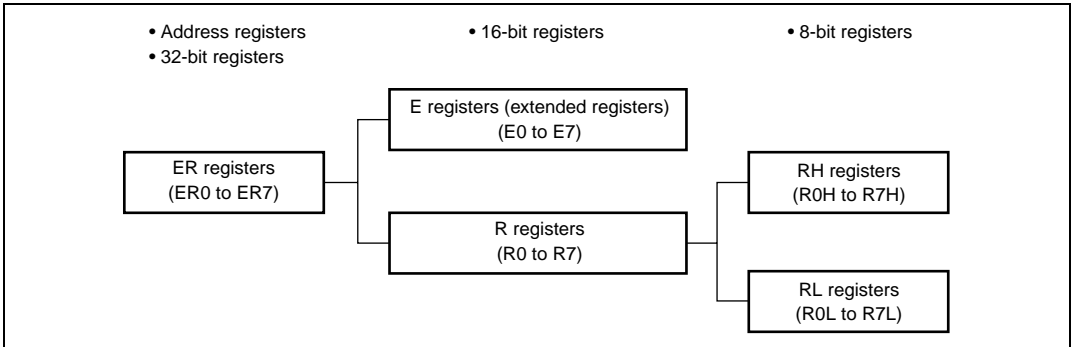 • Address registers
• 32-bit registers
• 16-bit registers
• 8-bit registers
E registers (extended registers)
(E0 to E7)
ER registers
(ER0 to ER7)
RH registers
(R0H to R7H)
R registers
(R0 to R7)
RL registers
(R0L to R7L)